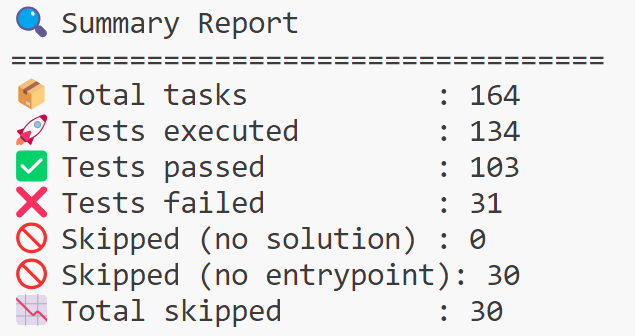 🔍 Summary Report
====================================
📦 Total tasks           : 164
🚀 Tests executed        : 134
✅ Tests passed          : 103
❌ Tests failed          : 31
🚫 Skipped (no solution) : 0
🚫 Skipped (no entrypoint): 30
📉 Total skipped         : 30